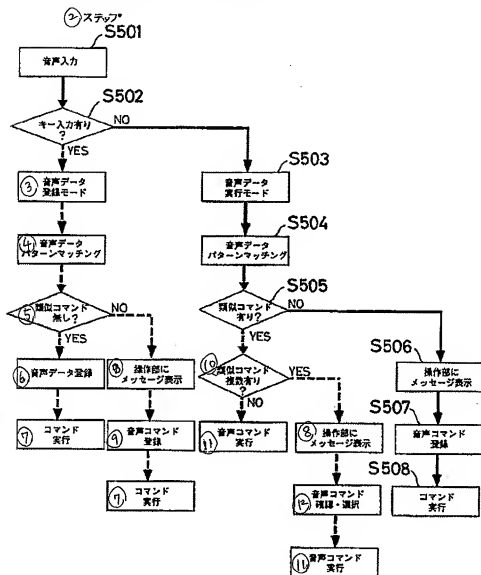 ② ステップ
S501
音声入力
S502
キー入力有り
?
NO
YES
S503
③ 音声データ
登録モード
音声データ
実行モード
S504
④ 音声データ
パターンマッチング
音声データ
パターンマッチング
S505
⑤ 類似コマンド
無し?
NO
YES
類似コマンド
有り?
NO
YES
S506
⑥ 音声データ登録
⑧ 操作部に
メッセージ表示
⑩ 類似コマンド
複数有り
?
YES
NO
操作部に
メッセージ表示
S507
⑦ コマンド
実行
⑨ 音声コマンド
登録
⑪ 音声コマンド
実行
⑧ 操作部に
メッセージ表示
音声コマンド
登録
S508
⑦ コマンド
実行
⑫ 音声コマンド
確認・選択
コマンド
実行
⑪ 音声コマンド
実行